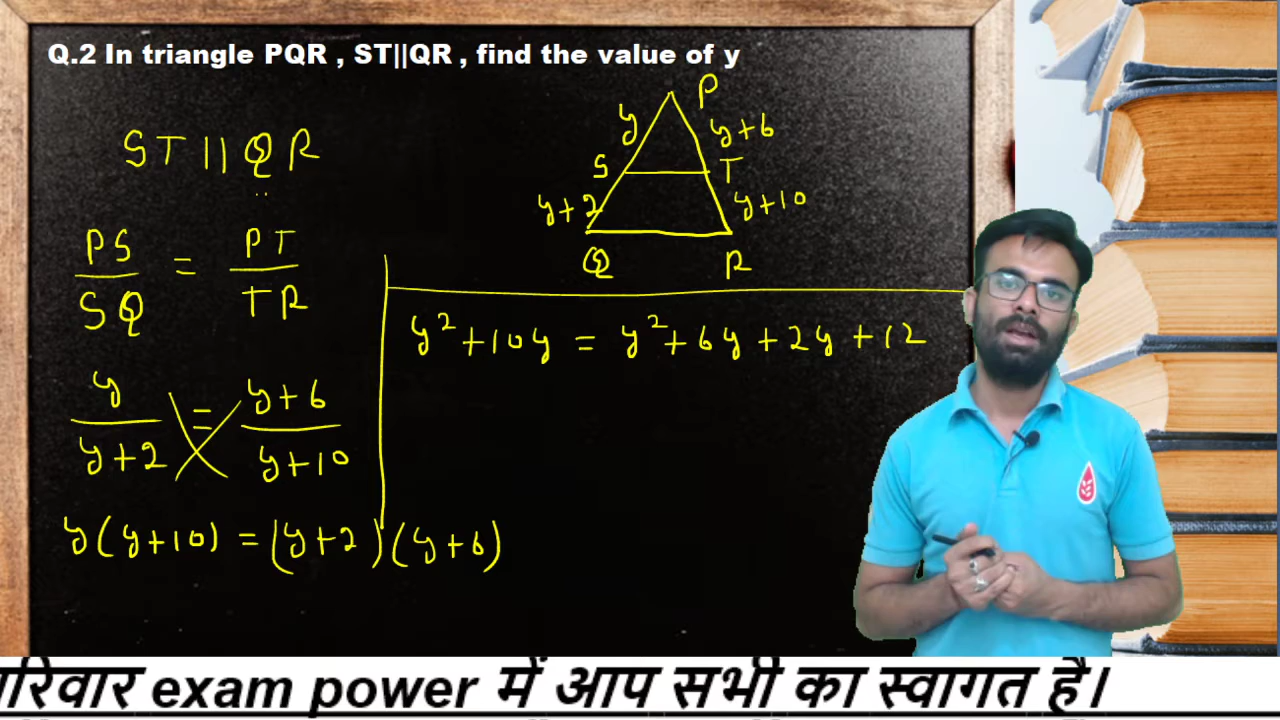 Q.2 In triangle PQR , ST||QR , find the value of y
ST || QR
PS/SQ = PT/TR
y/y+2 = y+6/y+10
y(y+10) = (y+2)(y+6)
P
y
y+6
S
T
y+2
y+10
Q
R
y²+10y = y²+6y+2y+12
रिवार exam power में आप सभी का स्वागत है।